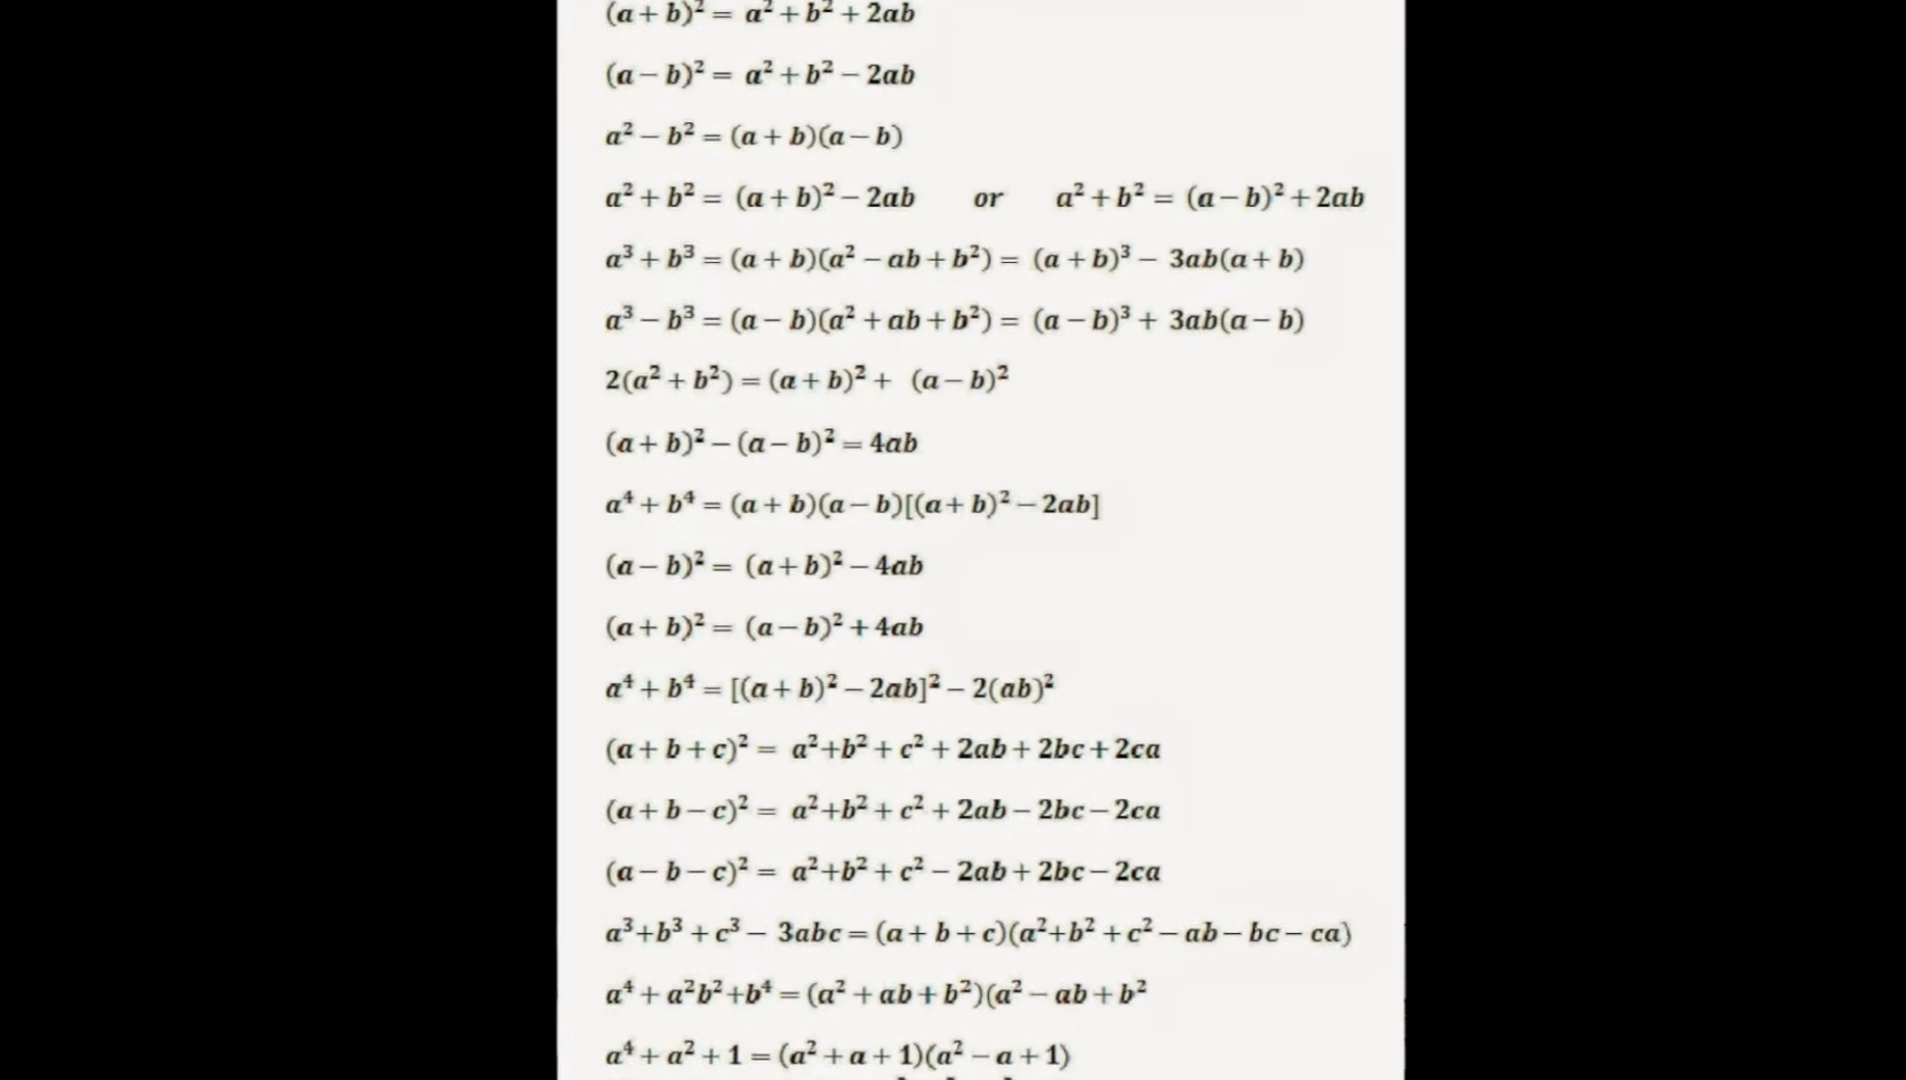 (a + b)² = a² + b² + 2ab
(a − b)² = a² + b² − 2ab
a² − b² = (a + b)(a − b)
a² + b² = (a + b)² − 2ab or a² + b² = (a − b)² + 2ab
a³ + b³ = (a + b)(a² − ab + b²) = (a + b)³ − 3ab(a + b)
a³ − b³ = (a − b)(a² + ab + b²) = (a − b)³ + 3ab(a − b)
2(a² + b²) = (a + b)² + (a − b)²
(a + b)² − (a − b)² = 4ab
a⁴ + b⁴ = (a + b)(a − b)[(a + b)² − 2ab]
(a − b)² = (a + b)² − 4ab
(a + b)² = (a − b)² + 4ab
a⁴ + b⁴ = [(a + b)² − 2ab]² − 2(ab)²
(a + b + c)² = a²+b² + c² + 2ab + 2bc + 2ca
(a + b − c)² = a²+b² + c² + 2ab − 2bc − 2ca
(a − b − c)² = a²+b² + c² − 2ab + 2bc − 2ca
a³+b³ + c³ − 3abc = (a + b + c)(a²+b² + c² − ab − bc − ca)
a⁴ + a²b²+b⁴ = (a² + ab + b²)(a² − ab + b²
a⁴ + a² + 1 = (a² + a + 1)(a² − a + 1)